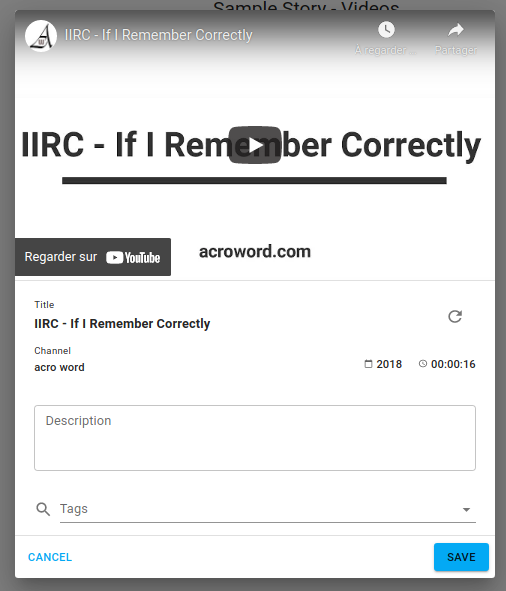 Sample Story - Videos
IIRC - If I Remember Correctly
À regarder ...
Partager
IIRC - If I Remember Correctly
acroword.com
Regarder sur YouTube
Title
IIRC - If I Remember Correctly
Channel
acro word
2018
00:00:16
Description
Tags
CANCEL
SAVE